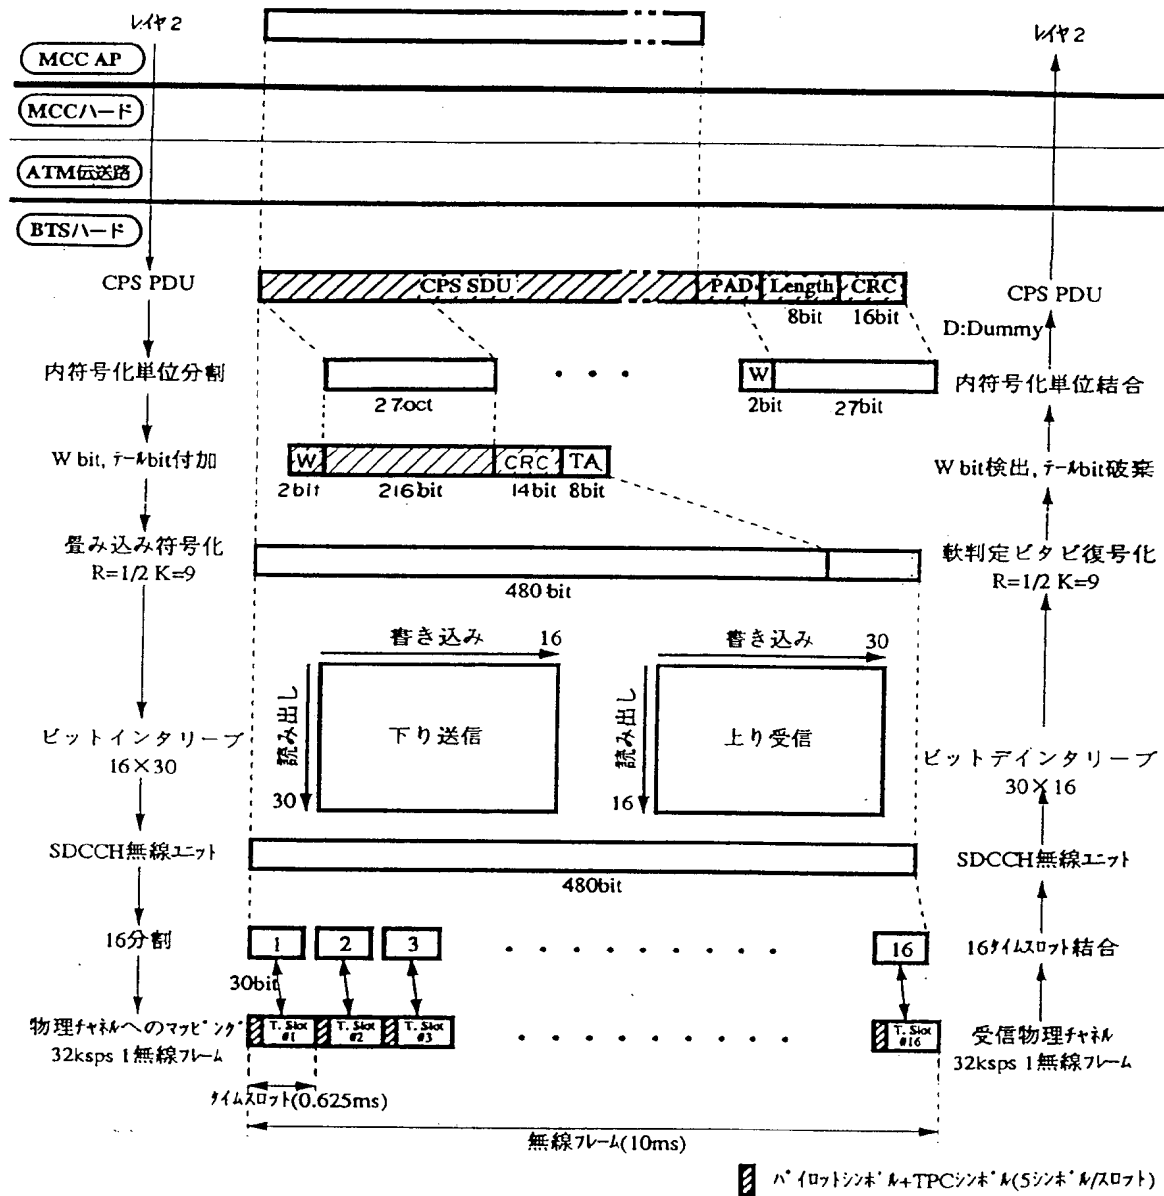 レイヤ2
レイヤ2
MCC AP
MCCハード
ATM伝送路
BTSハード
CPS PDU
CPS SDU
PAD
Length
CRC
8bit
16bit
CPS PDU
D:Dummy
内符号化単位分割
27oct
W
2bit
27bit
内符号化単位結合
W bit, テールbit付加
W
CRC
TA
2bit
216bit
14bit
8bit
W bit検出, テールbit破棄
畳み込み符号化
R=1/2 K=9
480 bit
軟判定ビタビ復号化
R=1/2 K=9
書き込み
16
読み出し
30
下り送信
書き込み
30
読み出し
16
上り受信
ビットインタリーブ
16×30
ビットデインタリーブ
30×16
SDCCH無線ユニット
480bit
SDCCH無線ユニット
16分割
1
2
3
16
30bit
16タイムスロット結合
物理チャネルへのマッピング
32ksps 1無線フレーム
T. Slot
#1
T. Slot
#2
T. Slot
#3
T. Slot
#16
受信物理チャネル
32ksps 1無線フレーム
タイムスロット(0.625ms)
無線フレーム(10ms)
パイロットシンボル+TPCシンボル(5シンボル/スロット)